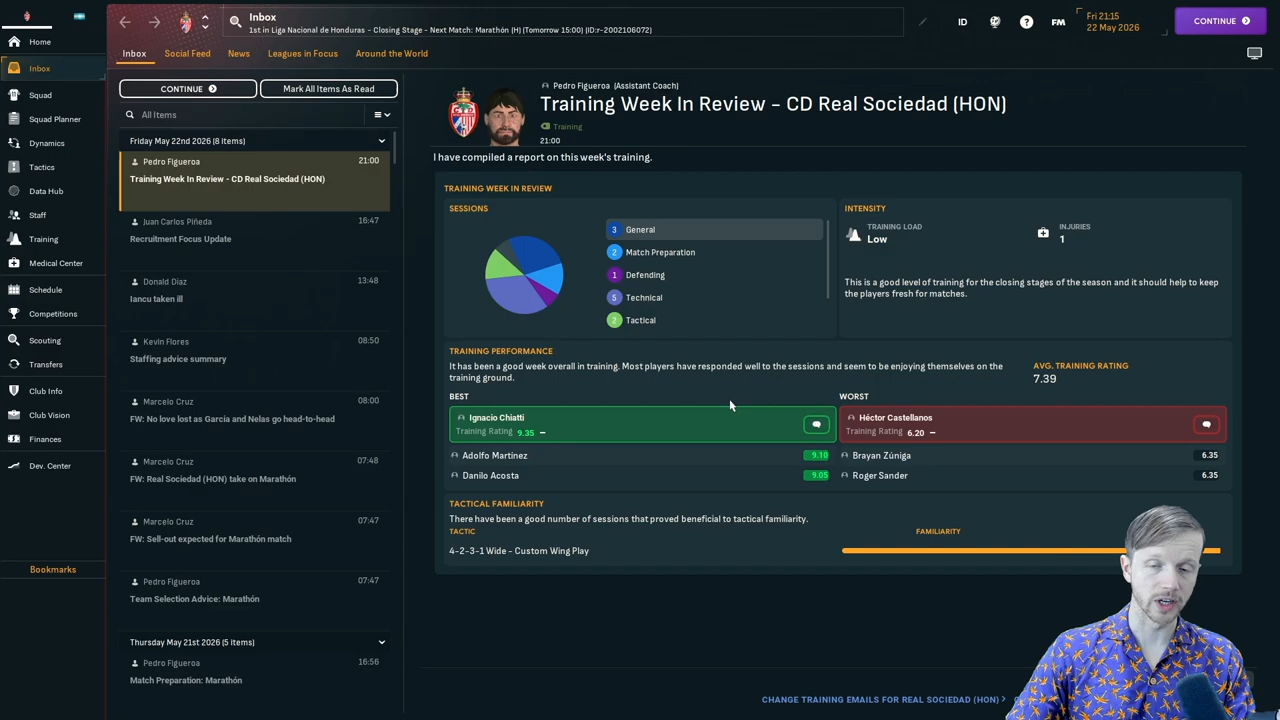 Home
Inbox
Squad
Squad Planner
Dynamics
Tactics
Data Hub
Staff
Training
Medical Center
Schedule
Competitions
Scouting
Transfers
Club Info
Club Vision
Finances
Dev. Center
Bookmarks
Inbox
1st in Liga Nacional de Honduras - Closing Stage - Next Match: Marathón (H) (Tomorrow 15:00) (ID:r-2002106072)
ID
FM
Fri 21:15
22 May 2026
CONTINUE
Inbox
Social Feed
News
Leagues in Focus
Around the World
CONTINUE
Mark All Items As Read
All Items
Friday May 22nd 2026 (8 items)
Pedro Figueroa 21:00
Training Week In Review - CD Real Sociedad (HON)
Juan Carlos Piñeda 16:47
Recruitment Focus Update
Donald Diaz 13:48
Iancu taken ill
Kevin Flores 08:50
Staffing advice summary
Marcelo Cruz 08:00
FW: No love lost as Garcia and Nelas go head-to-head
Marcelo Cruz 07:48
FW: Real Sociedad (HON) take on Marathón
Marcelo Cruz 07:47
FW: Sell-out expected for Marathón match
Pedro Figueroa 07:47
Team Selection Advice: Marathón
Thursday May 21st 2026 (5 items)
Pedro Figueroa 16:56
Match Preparation: Marathón
Pedro Figueroa (Assistant Coach)
Training Week In Review - CD Real Sociedad (HON)
Training
21:00
I have compiled a report on this week's training.
TRAINING WEEK IN REVIEW
SESSIONS
3 General
2 Match Preparation
1 Defending
5 Technical
2 Tactical
INTENSITY
TRAINING LOAD
Low
INJURIES
1
This is a good level of training for the closing stages of the season and it should help to keep
the players fresh for matches.
TRAINING PERFORMANCE
It has been a good week overall in training. Most players have responded well to the sessions and seem to be enjoying themselves on the
training ground.
AVG. TRAINING RATING
7.39
BEST
Ignacio Chiatti
Training Rating 9.35 –
Adolfo Martinez 9.10
Danilo Acosta 9.05
WORST
Héctor Castellanos
Training Rating 6.20 –
Brayan Zúniga 6.35
Roger Sander 6.35
TACTICAL FAMILIARITY
There have been a good number of sessions that proved beneficial to tactical familiarity.
TACTIC
FAMILIARITY
4-2-3-1 Wide - Custom Wing Play
CHANGE TRAINING EMAILS FOR REAL SOCIEDAD (HON) >